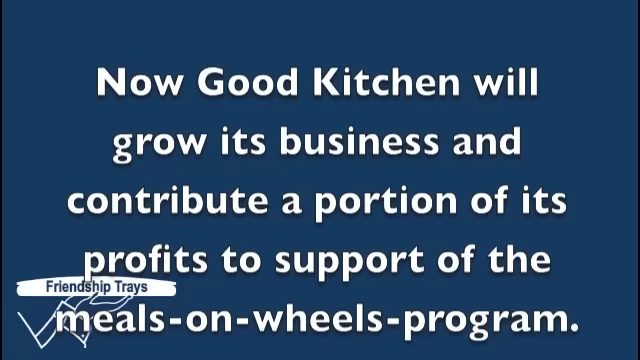 Now Good Kitchen will
grow its business and
contribute a portion of its
profits to support of the
Friendship Trays
meals-on-wheels-program.